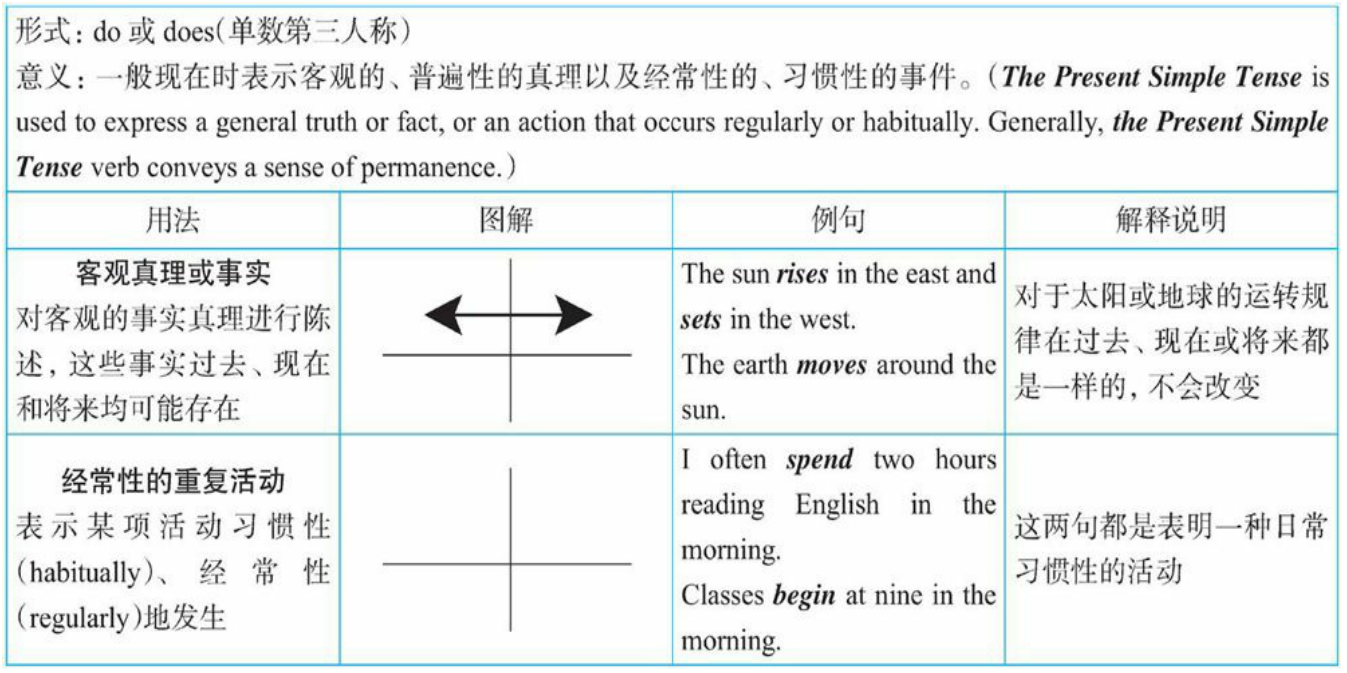 形式：do 或 does(单数第三人称)
意义：一般现在时表示客观的、普遍性的真理以及经常性的、习惯性的事件。(The Present Simple Tense is
used to express a general truth or fact, or an action that occurs regularly or habitually. Generally, the Present Simple
Tense verb conveys a sense of permanence.)
用法
图解
例句
解释说明
客观真理或事实
对客观的事实真理进行陈
述，这些事实过去、现在
和将来均可能存在
The sun rises in the east and
sets in the west.
The earth moves around the
sun.
对于太阳或地球的运转规
律在过去、现在或将来都
是一样的，不会改变
经常性的重复活动
表示某项活动习惯性
(habitually)、经常性
(regularly)地发生
I often spend two hours
reading English in the
morning.
Classes begin at nine in the
morning.
这两句都是表明一种日常
习惯性的活动